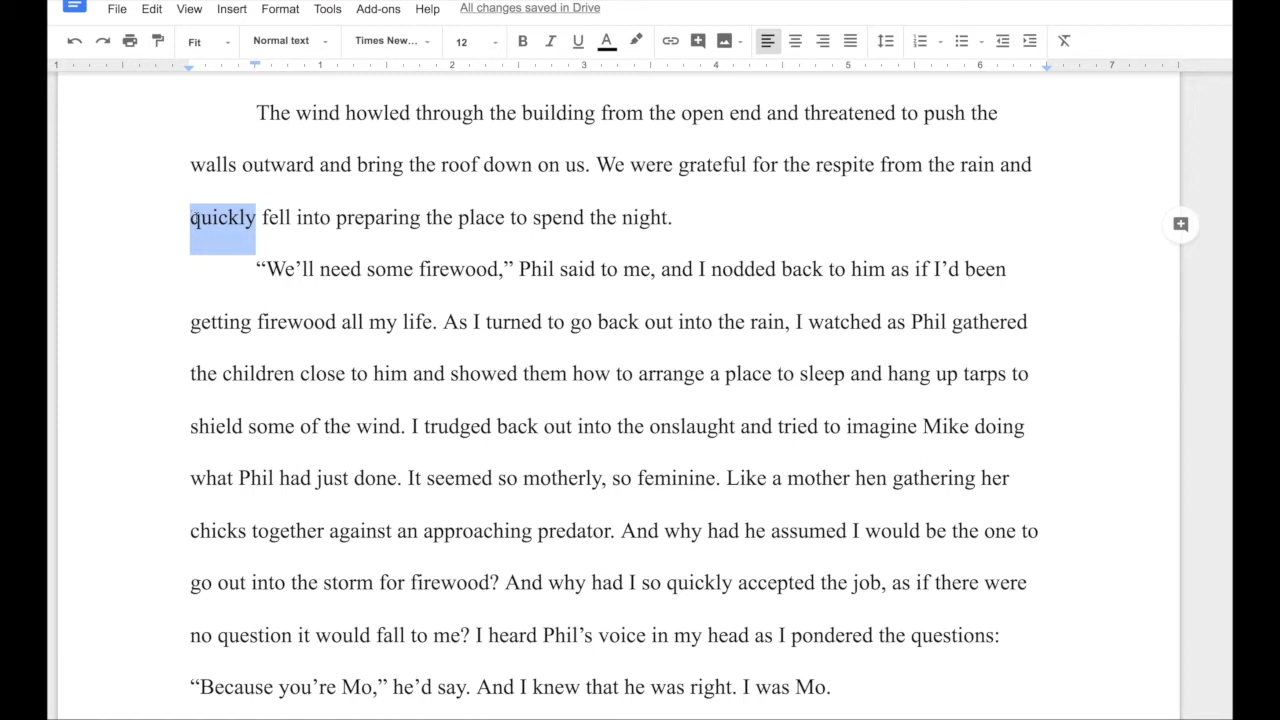 File Edit View Insert Format Tools Add-ons Help All changes saved in Drive
Fit Normal text Times New... 12 B I U A
1 1 2 3 4 5 6 7
The wind howled through the building from the open end and threatened to push the
walls outward and bring the roof down on us. We were grateful for the respite from the rain and
quickly fell into preparing the place to spend the night.
“We’ll need some firewood,” Phil said to me, and I nodded back to him as if I’d been
getting firewood all my life. As I turned to go back out into the rain, I watched as Phil gathered
the children close to him and showed them how to arrange a place to sleep and hang up tarps to
shield some of the wind. I trudged back out into the onslaught and tried to imagine Mike doing
what Phil had just done. It seemed so motherly, so feminine. Like a mother hen gathering her
chicks together against an approaching predator. And why had he assumed I would be the one to
go out into the storm for firewood? And why had I so quickly accepted the job, as if there were
no question it would fall to me? I heard Phil’s voice in my head as I pondered the questions:
“Because you’re Mo,” he’d say. And I knew that he was right. I was Mo.